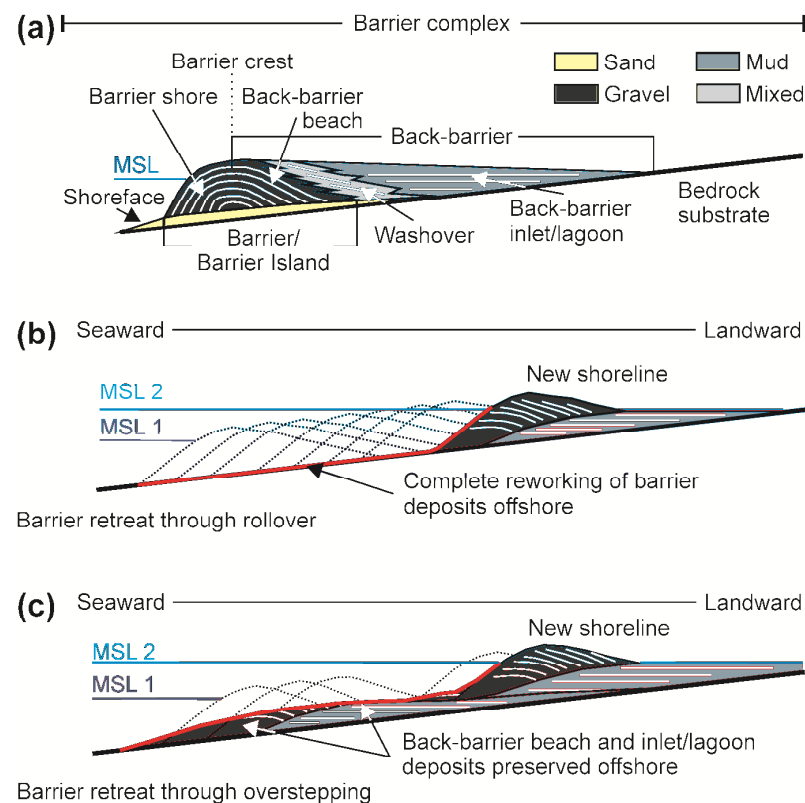 (a)
Barrier complex
Barrier crest
Sand
Mud
Barrier shore
Back-barrier
beach
Gravel
Mixed
Back-barrier
MSL
Shoreface
Bedrock
substrate
Back-barrier
inlet/lagoon
Washover
Barrier/
Barrier Island
(b)
Seaward
Landward
MSL 2
New shoreline
MSL 1
Complete reworking of barrier
deposits offshore
Barrier retreat through rollover
(c)
Seaward
Landward
New shoreline
MSL 2
MSL 1
Back-barrier beach and inlet/lagoon
deposits preserved offshore
Barrier retreat through overstepping